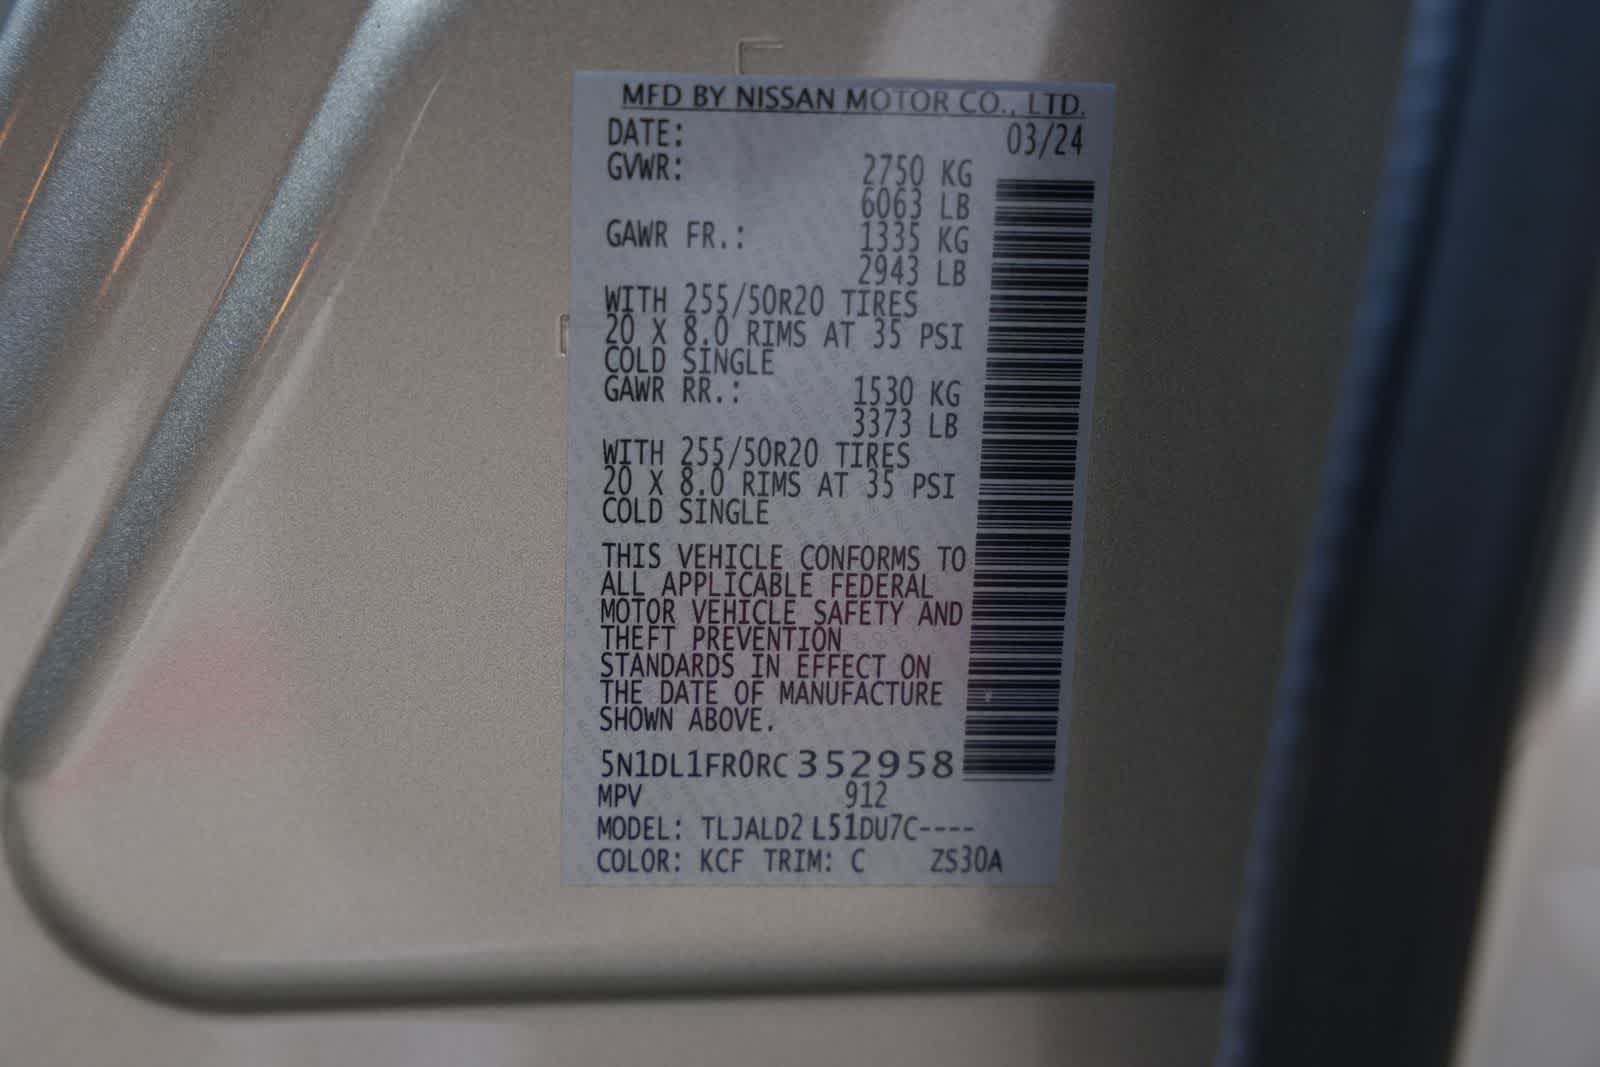 MFD BY NISSAN MOTOR CO., LTD.
DATE: 03/24
GVWR: 2750 KG
6063 LB
GAWR FR.: 1335 KG
2943 LB
WITH 255/50R20 TIRES
20 X 8.0 RIMS AT 35 PSI
COLD SINGLE
GAWR RR.: 1530 KG
3373 LB
WITH 255/50R20 TIRES
20 X 8.0 RIMS AT 35 PSI
COLD SINGLE
THIS VEHICLE CONFORMS TO
ALL APPLICABLE FEDERAL
MOTOR VEHICLE SAFETY AND
THEFT PREVENTION
STANDARDS IN EFFECT ON
THE DATE OF MANUFACTURE
SHOWN ABOVE.
5N1DL1FR0RC352958
MPV 912
MODEL: TLJALD2 L51DU7C----
COLOR: KCF TRIM: C ZS30A